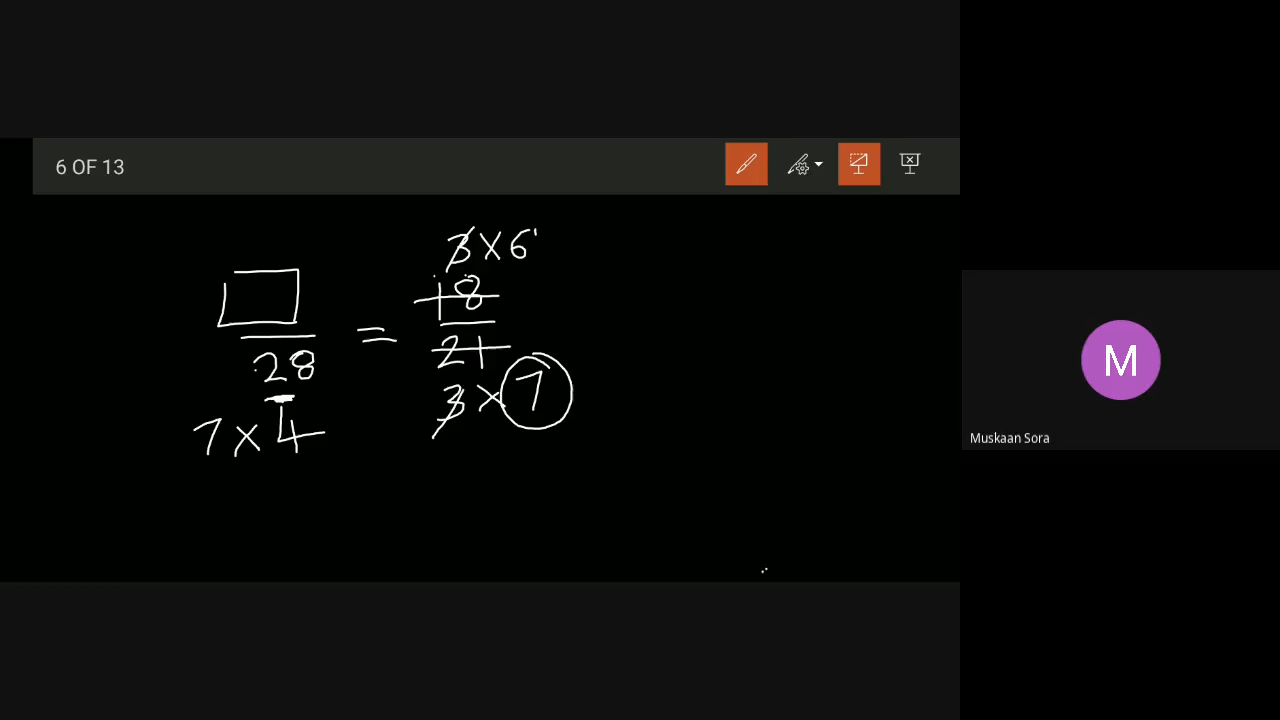 6 OF 13
3 × 6
□ = 18
28 21
7 × 4 3 × 7
M
Muskaan Sora